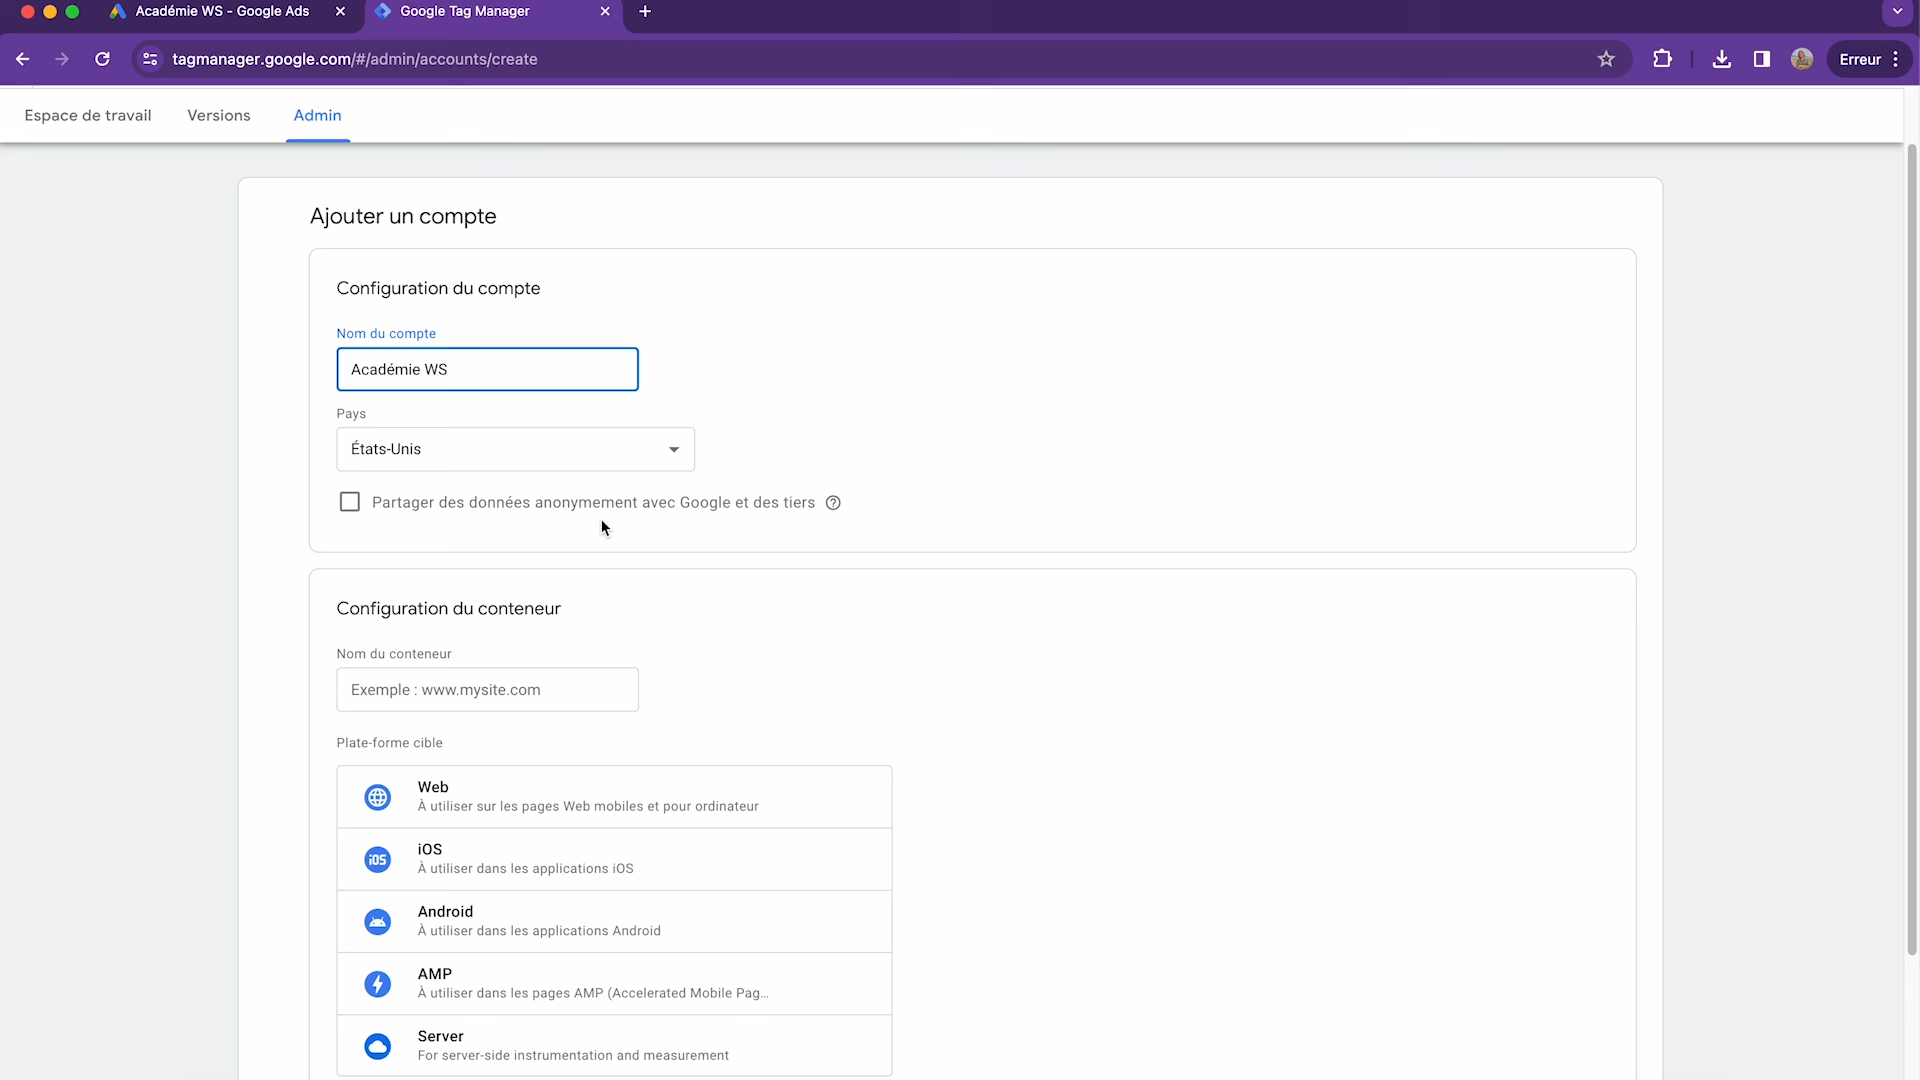 Académie WS - Google Ads
Google Tag Manager
tagmanager.google.com/#/admin/accounts/create
Erreur
Espace de travail
Versions
Admin
Ajouter un compte
Configuration du compte
Nom du compte
Académie WS
Pays
États-Unis
Partager des données anonymement avec Google et des tiers
Configuration du conteneur
Nom du conteneur
Exemple : www.mysite.com
Plate-forme cible
Web
À utiliser sur les pages Web mobiles et pour ordinateur
iOS
iOS
À utiliser dans les applications iOS
Android
À utiliser dans les applications Android
AMP
À utiliser dans les pages AMP (Accelerated Mobile Pag...
Server
For server-side instrumentation and measurement